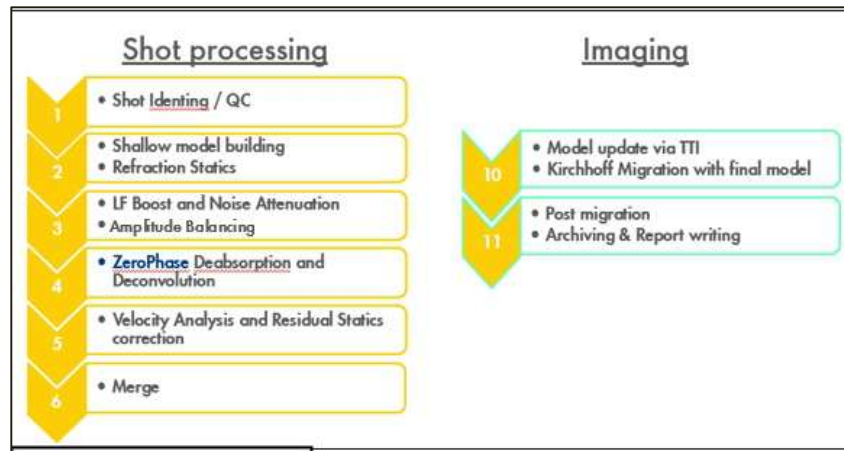 Shot processing
1
• Shot Identing / QC
2
• Shallow model building
• Refraction Statics
3
• LF Boost and Noise Attenuation
• Amplitude Balancing
4
• ZeroPhase Deabsorption and
Deconvolution
5
• Velocity Analysis and Residual Statics
correction
6
• Merge
Imaging
10
• Model update via TTI
• Kirchhoff Migration with final model
11
• Post migration
• Archiving & Report writing